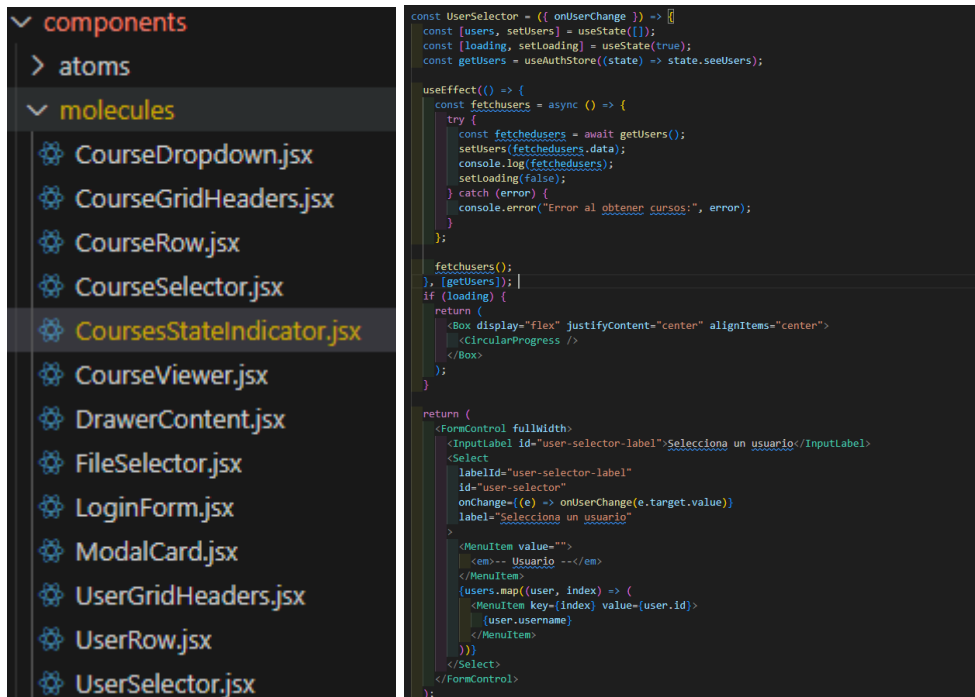 components
atoms
molecules
CourseDropdown.jsx
CourseGridHeaders.jsx
CourseRow.jsx
CourseSelector.jsx
CoursesStateIndicator.jsx
CourseViewer.jsx
DrawerContent.jsx
FileSelector.jsx
LoginForm.jsx
ModalCard.jsx
UserGridHeaders.jsx
UserRow.jsx
UserSelector.jsx
const UserSelector = ({ onUserChange }) => {
const [users, setUsers] = useState([]);
const [loading, setLoading] = useState(true);
const getUsers = useAuthStore((state) => state.seeUsers);
useEffect(() => {
const fetchusers = async () => {
try {
const fetchedusers = await getUsers();
setUsers(fetchedusers.data);
console.log(fetchedusers);
setLoading(false);
} catch (error) {
console.error("Error al obtener cursos:", error);
}
};
fetchusers();
}, [getUsers]);
if (loading) {
return (
<Box display="flex" justifyContent="center" alignItems="center">
<CircularProgress />
</Box>
);
}
return (
<FormControl fullWidth>
<InputLabel id="user-selector-label">Selecciona un usuario</InputLabel>
<Select
labelId="user-selector-label"
id="user-selector"
onChange={(e) => onUserChange(e.target.value)}
label="Selecciona un usuario"
>
<MenuItem value="">
<em>-- Usuario --</em>
</MenuItem>
{users.map((user, index) => (
<MenuItem key={index} value={user.id}>
{user.username}
</MenuItem>
))}
</Select>
</FormControl>
);